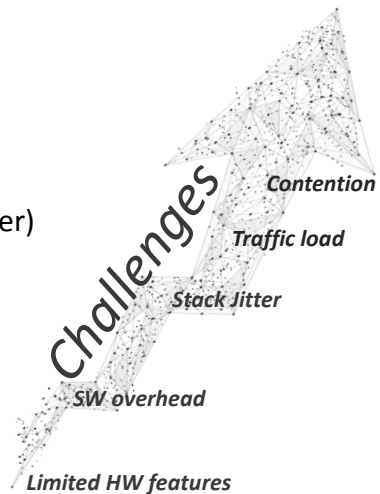 Challenges
Contention
er)
Traffic load
Stack Jitter
SW overhead
Limited HW features